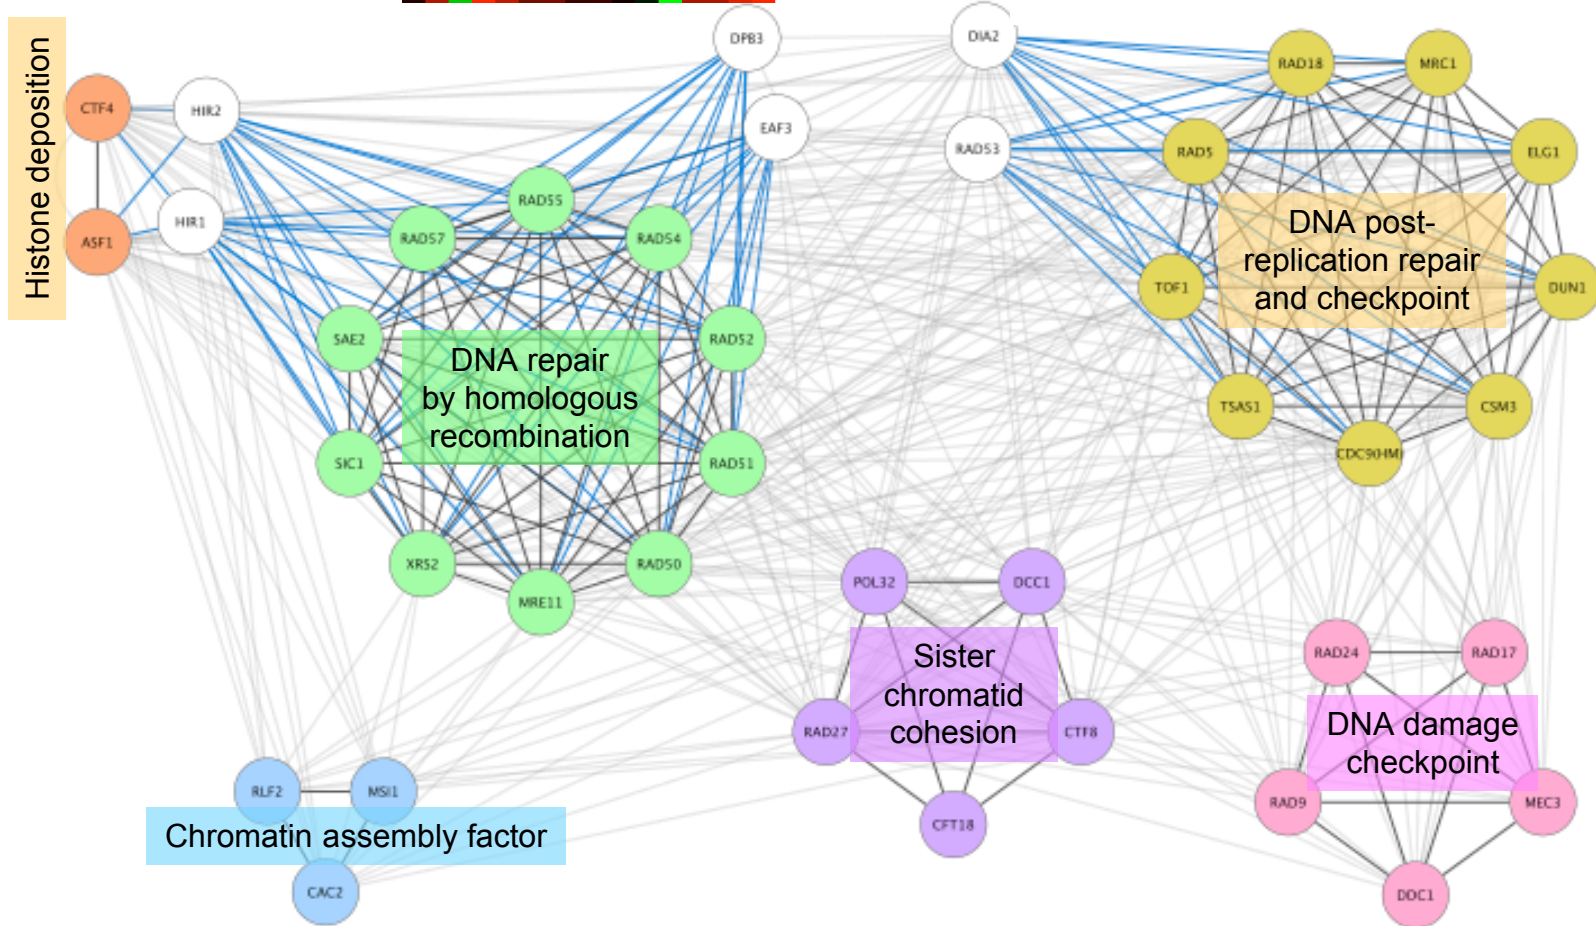 DPB3
DIA2
RAD18
MRC1
CTF4
HIR2
EAF3
RAD53
RAD5
ELG1
Histone deposition
ASF1
HIR1
RAD55
RAD57
RAD54
DNA post-
replication repair
and checkpoint
TOF1
DUN1
SAE2
RAD52
DNA repair
by homologous
recombination
TSAS1
CSM3
SIC1
RAD51
CDC9(HM)
XRS2
RAD50
MRE11
POL32
DCC1
Sister
chromatid
cohesion
RAD24
RAD17
RAD27
CTF8
DNA damage
checkpoint
RLF2
MSI1
RAD9
MEC3
Chromatin assembly factor
CFT18
CAC2
DDC1